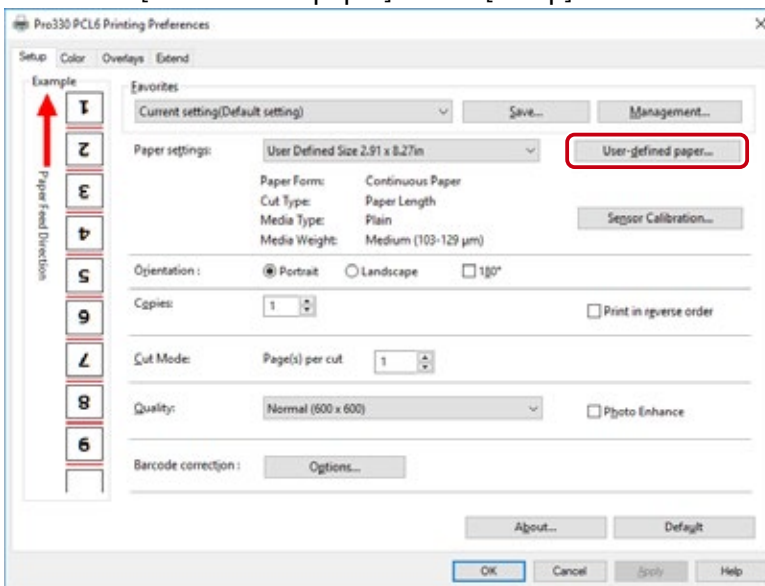 Pro330 PCL6 Printing Preferences
Setup Color Overlays Extend
Example
Paper Feed Direction
1
2
3
4
5
6
7
8
9
Favorites
Current setting(Default setting) Save... Management...
Paper settings: User Defined Size 2.91 x 8.27in User-defined paper...
Paper Form: Continuous Paper
Cut Type: Paper Length
Media Type: Plain
Media Weight: Medium (103-129 μm)
Sensor Calibration...
Orientation : Portrait Landscape 180°
Copies: 1 Print in reverse order
Cut Mode: Page(s) per cut 1
Quality: Normal (600 x 600) Photo Enhance
Barcode correction : Options...
About... Default
OK Cancel Apply Help